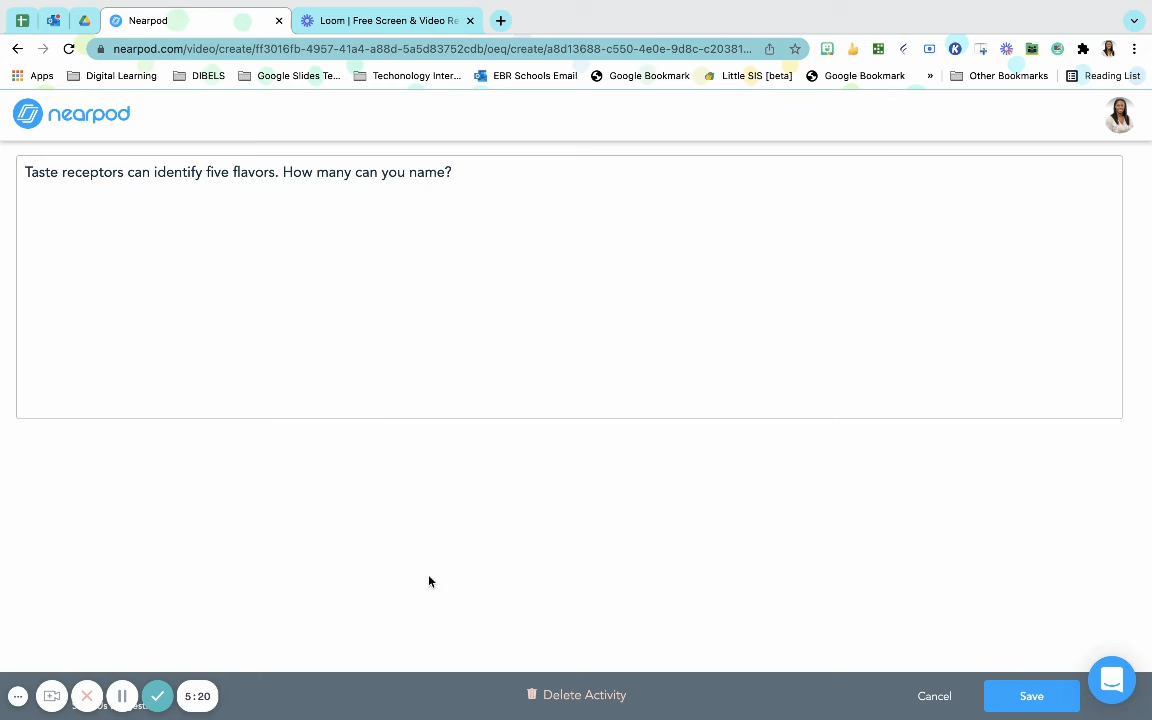 Nearpod
Loom | Free Screen & Video Re
nearpod.com/video/create/ff3016fb-4957-41a4-a88d-5a5d83752cdb/oeq/create/a8d13688-c550-4e0e-9d8c-c20381...
Apps
Digital Learning
DIBELS
Google Slides Te...
Techonology Inter...
EBR Schools Email
Google Bookmark
Little SIS [beta]
Google Bookmark
»
Other Bookmarks
Reading List
nearpod
Taste receptors can identify five flavors. How many can you name?
5:20
Delete Activity
Cancel
Save